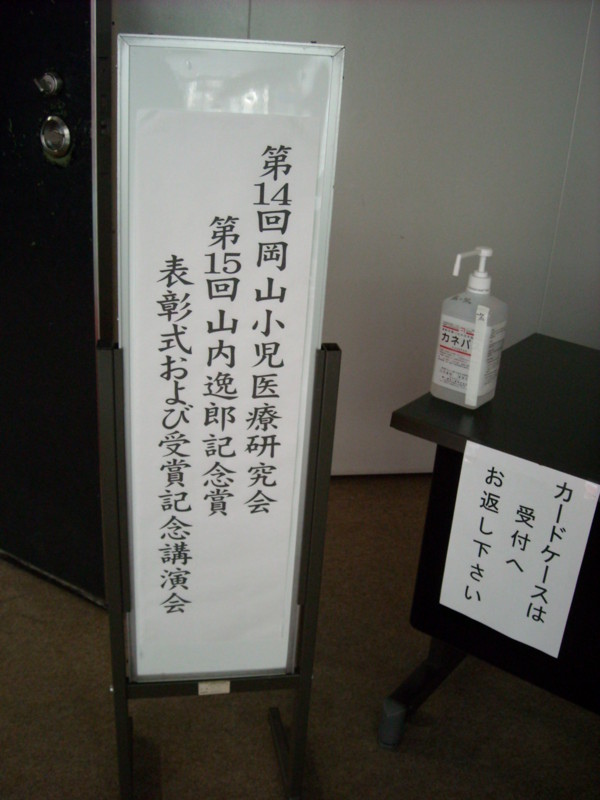 第14回岡山小児医療研究会
第15回山内逸郎記念賞
表彰式および受賞記念講演会
カネパ
カードケースは
受付へ
お返し下さい